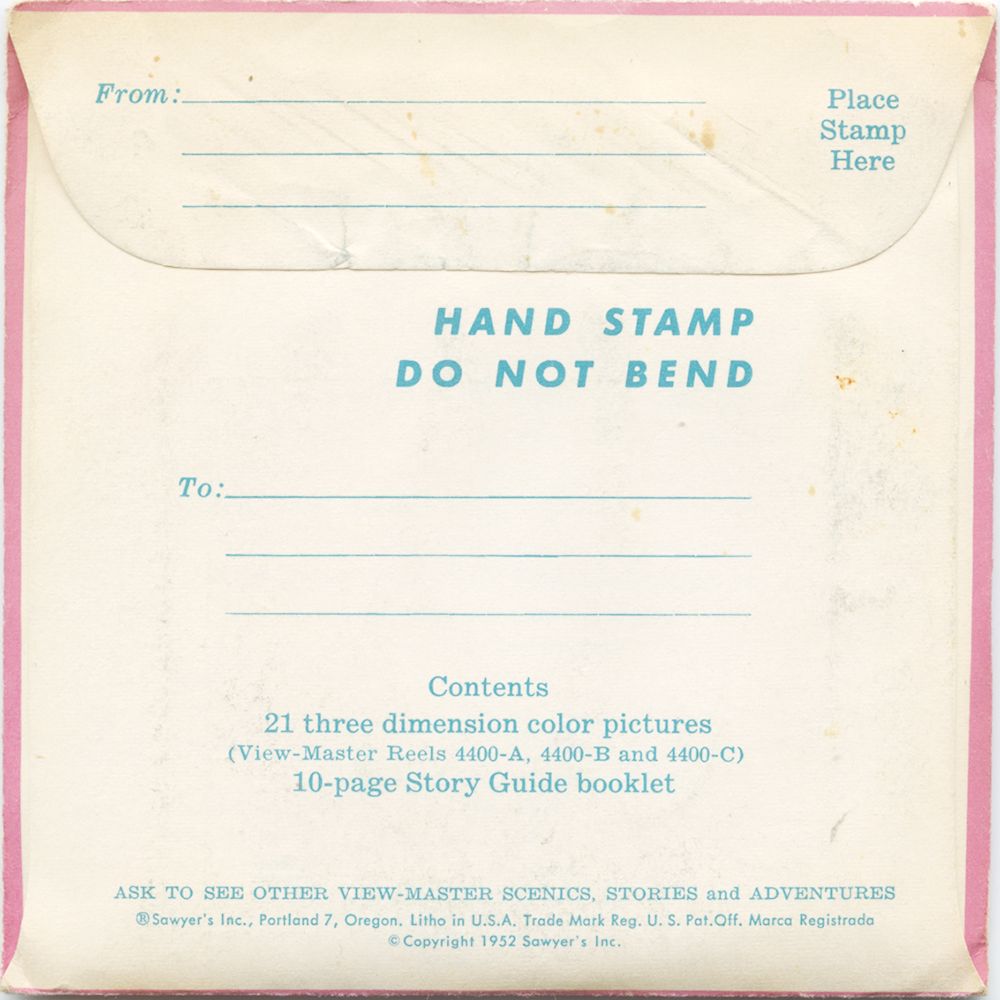 From:
Place
Stamp
Here
HAND STAMP
DO NOT BEND
To:
Contents
21 three dimension color pictures
(View-Master Reels 4400-A, 4400-B and 4400-C)
10-page Story Guide booklet
ASK TO SEE OTHER VIEW-MASTER SCENICS, STORIES and ADVENTURES
®Sawyer's Inc., Portland 7, Oregon. Litho in U.S.A. Trade Mark Reg. U. S. Pat.Off. Marca Registrada
©Copyright 1952 Sawyer's Inc.